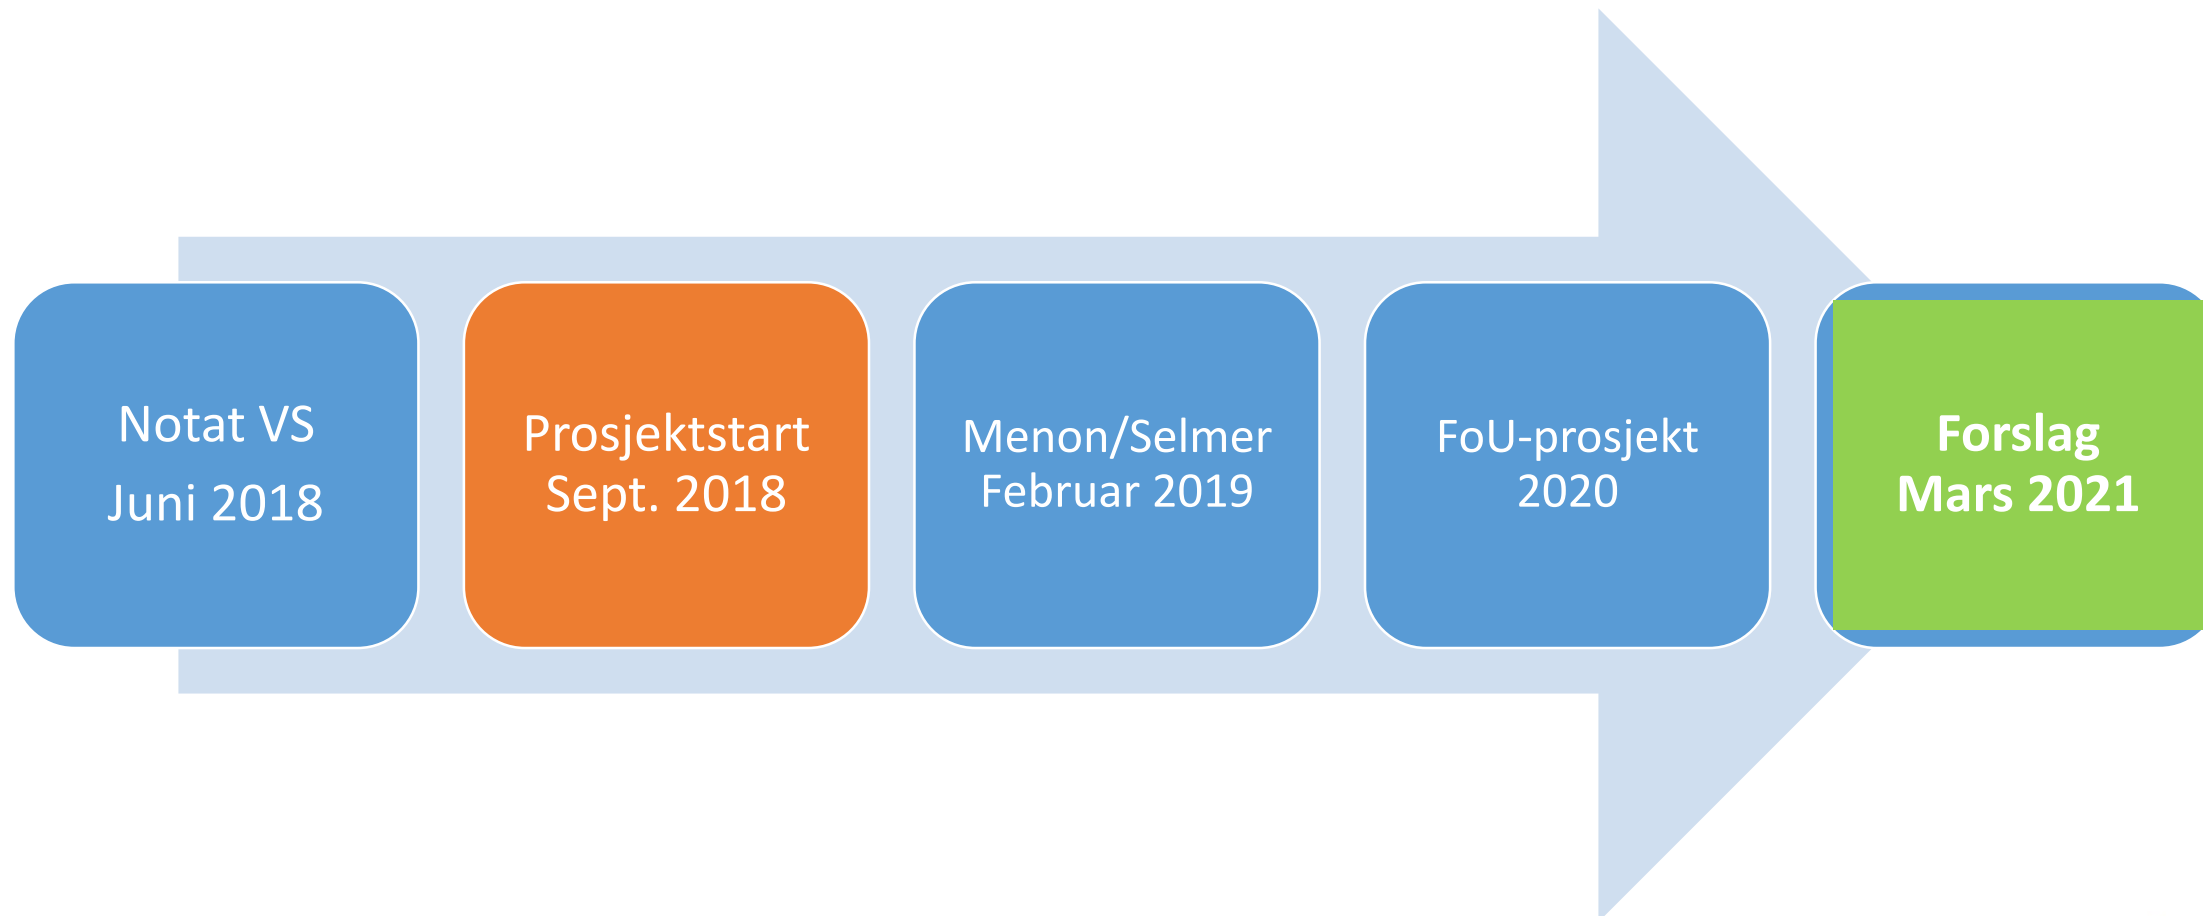 Notat VS
Juni 2018
Prosjektstart
Sept. 2018
Menon/Selmer
Februar 2019
FoU-prosjekt
2020
Forslag
Mars 2021